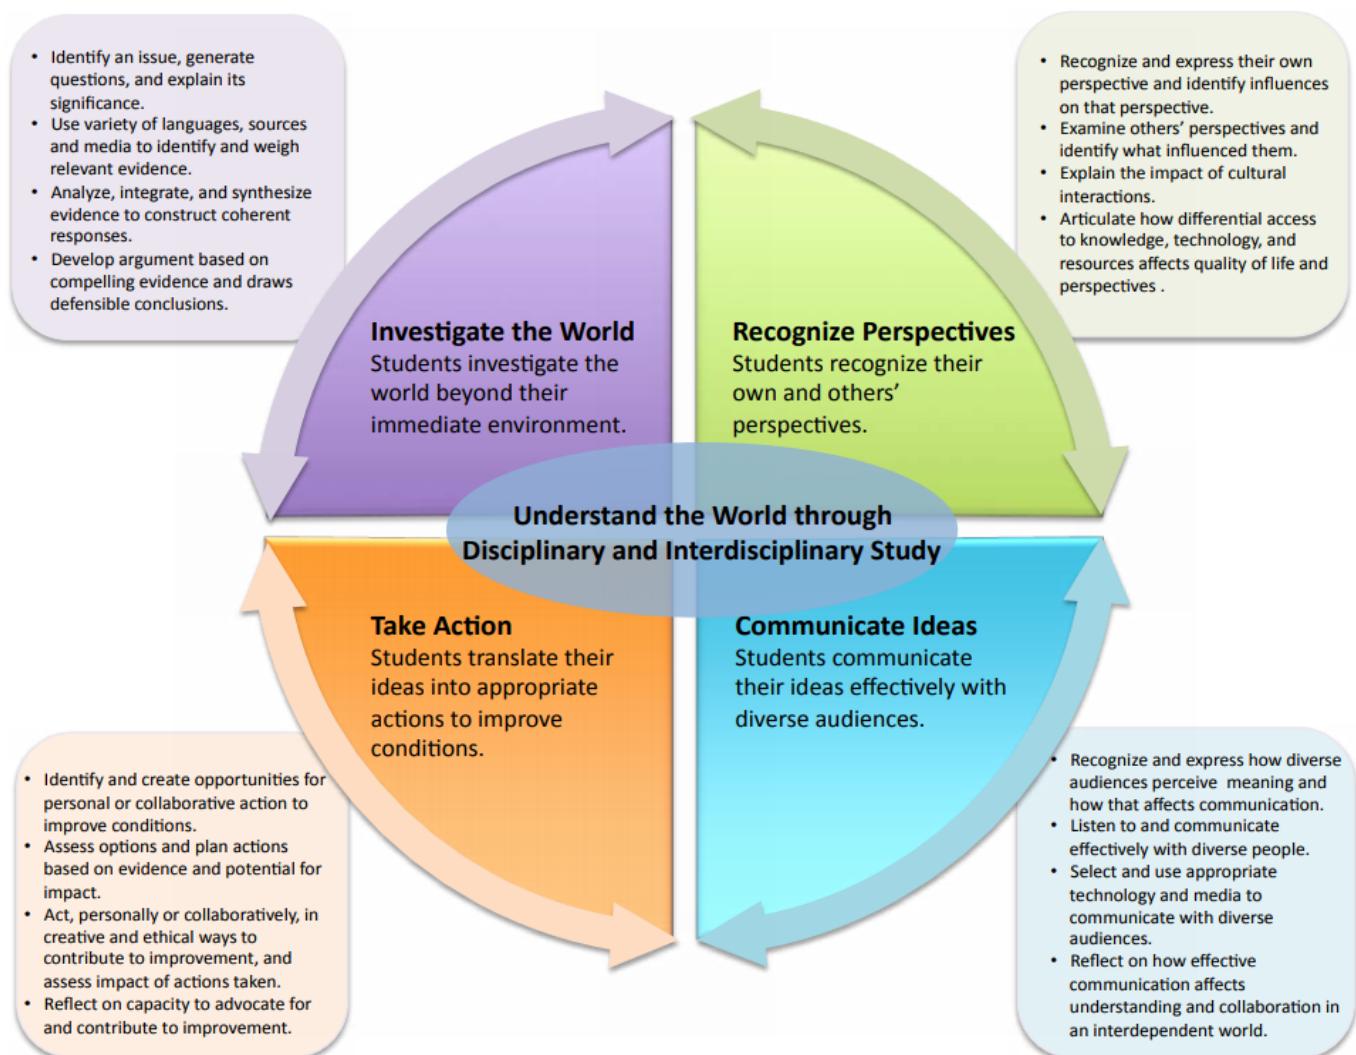 • Identify an issue, generate
questions, and explain its
significance.
• Use variety of languages, sources
and media to identify and weigh
relevant evidence.
• Analyze, integrate, and synthesize
evidence to construct coherent
responses.
• Develop argument based on
compelling evidence and draws
defensible conclusions.
• Recognize and express their own
perspective and identify influences
on that perspective.
• Examine others’ perspectives and
identify what influenced them.
• Explain the impact of cultural
interactions.
• Articulate how differential access
to knowledge, technology, and
resources affects quality of life and
perspectives .
Investigate the World
Students investigate the
world beyond their
immediate environment.
Recognize Perspectives
Students recognize their
own and others’
perspectives.
Understand the World through
Disciplinary and Interdisciplinary Study
Take Action
Students translate their
ideas into appropriate
actions to improve
conditions.
Communicate Ideas
Students communicate
their ideas effectively with
diverse audiences.
• Identify and create opportunities for
personal or collaborative action to
improve conditions.
• Assess options and plan actions
based on evidence and potential for
impact.
• Act, personally or collaboratively, in
creative and ethical ways to
contribute to improvement, and
assess impact of actions taken.
• Reflect on capacity to advocate for
and contribute to improvement.
• Recognize and express how diverse
audiences perceive meaning and
how that affects communication.
• Listen to and communicate
effectively with diverse people.
• Select and use appropriate
technology and media to
communicate with diverse
audiences.
• Reflect on how effective
communication affects
understanding and collaboration in
an interdependent world.